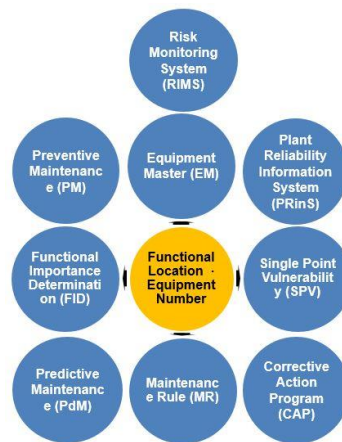 Risk
Monitoring
System
(RIMS)
Preventive
Maintenanc
e (PM)
Equipment
Master (EM)
Plant
Reliability
Information
System
(PRinS)
Functional
Importance
Determinati
on (FID)
Functional
Location ·
Equipment
Number
Single Point
Vulnerabilit
y (SPV)
Predictive
Maintenanc
e (PdM)
Maintenanc
e Rule (MR)
Corrective
Action
Program
(CAP)